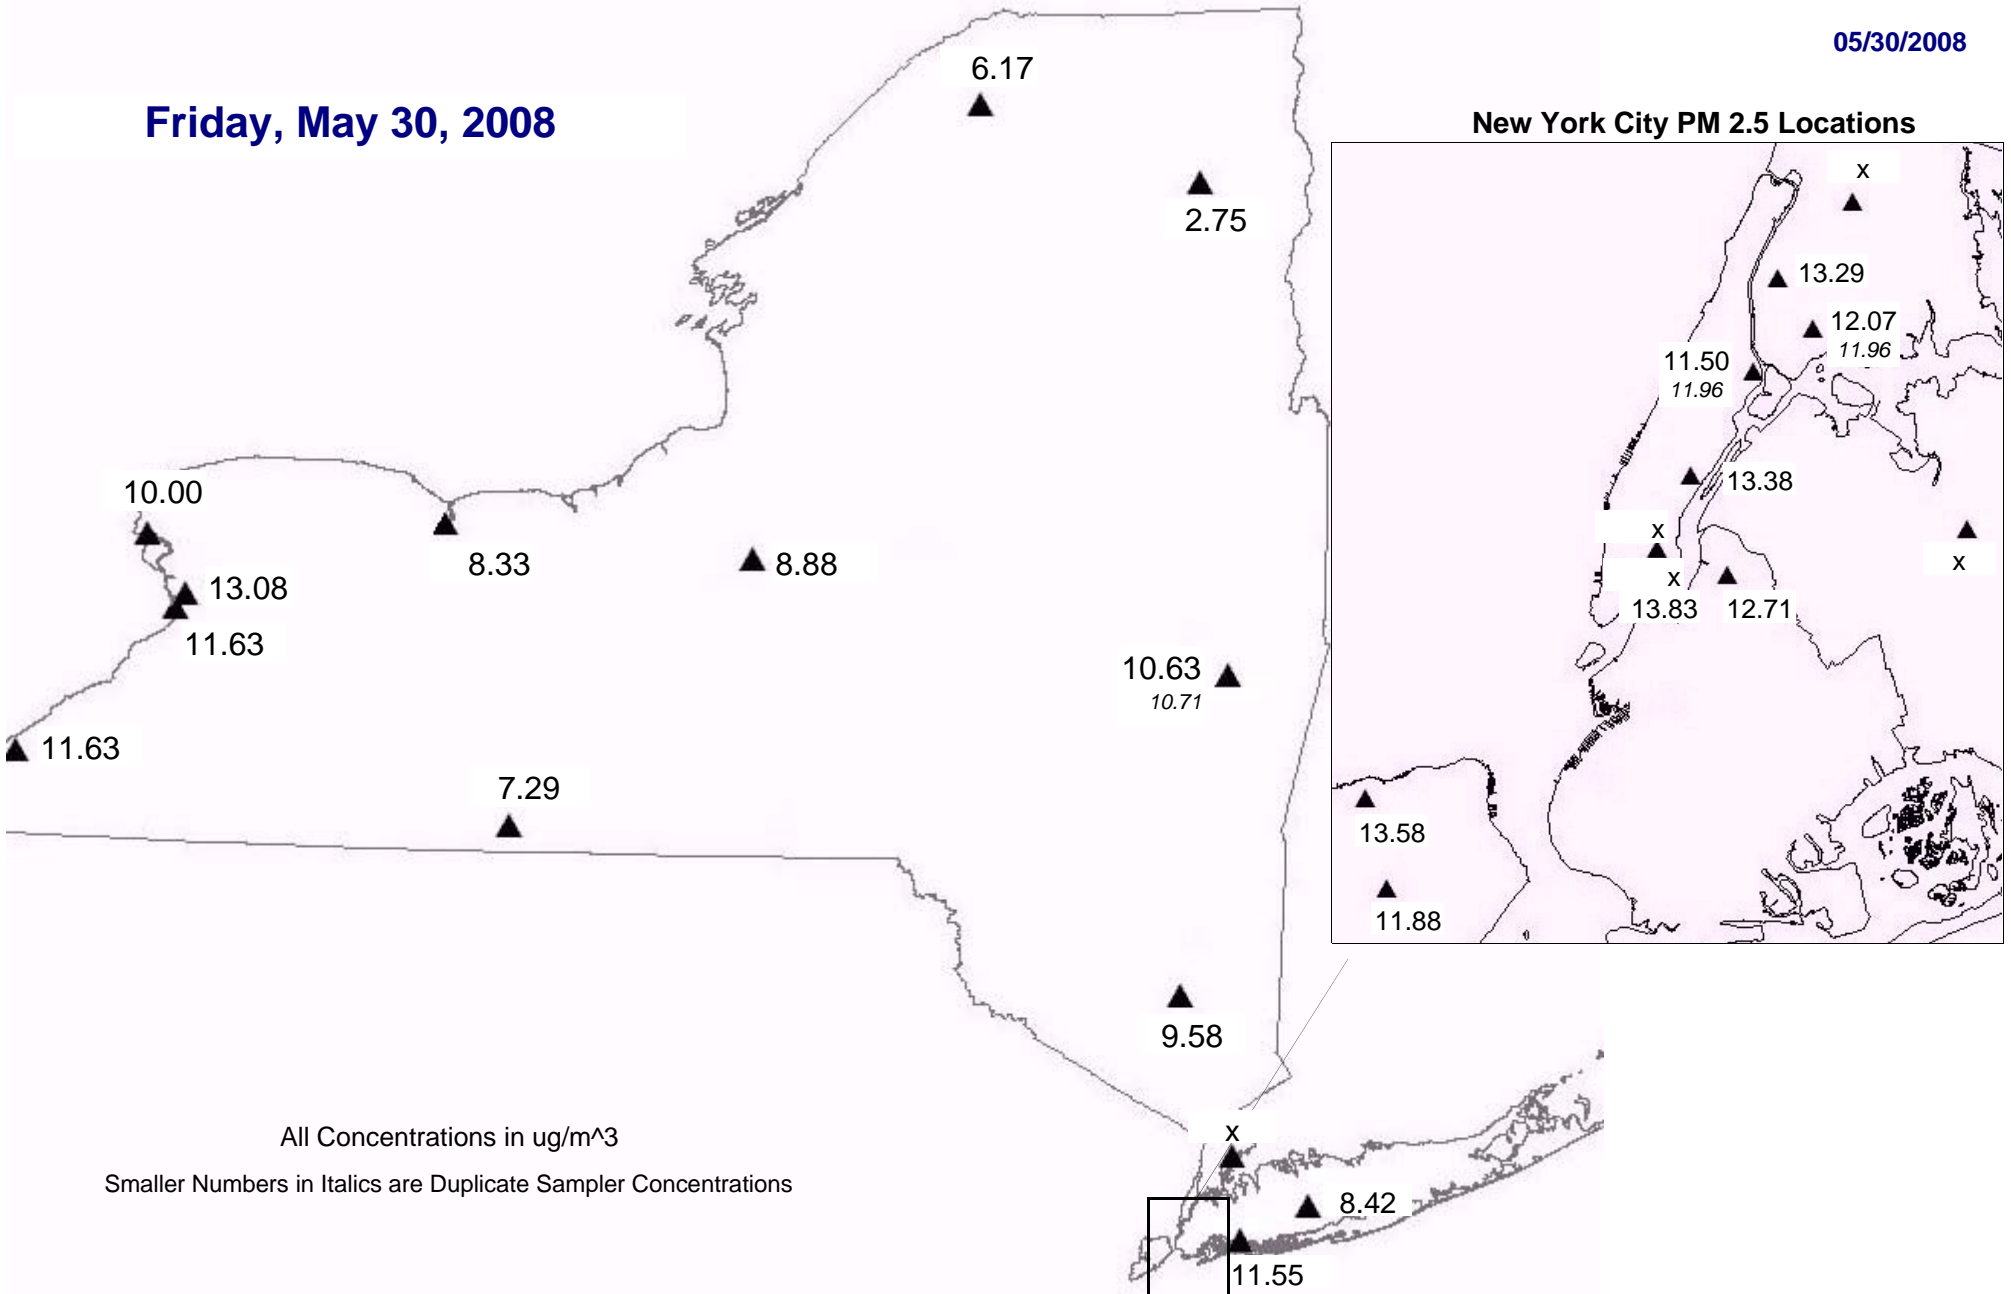 05/30/2008
6.17
Friday, May 30, 2008
New York City PM 2.5 Locations
x
2.75
13.29
12.07
11.96
11.50
11.96
13.38
10.00
x
8.33
8.88
x
x
13.08
13.83
12.71
11.63
10.63
10.71
11.63
7.29
13.58
11.88
9.58
x
All Concentrations in ug/m^3
Smaller Numbers in Italics are Duplicate Sampler Concentrations
8.42
11.55